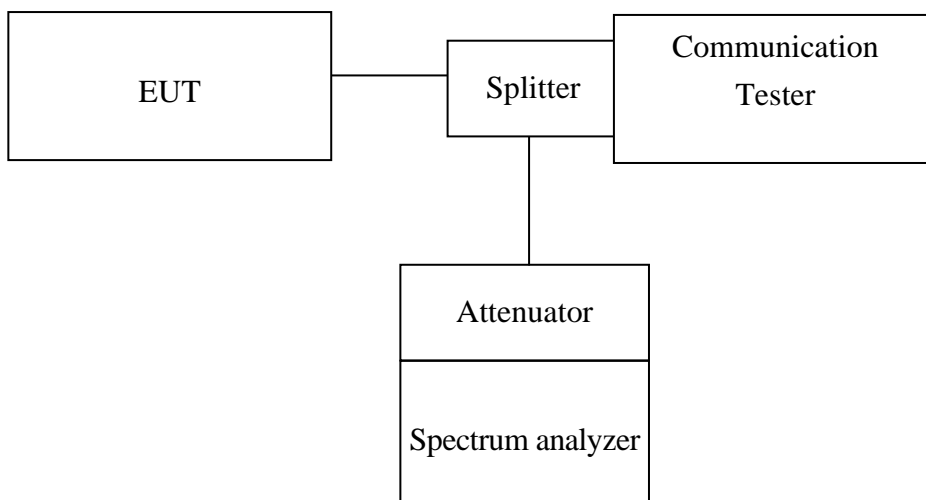 EUT
Splitter
Communication
Tester
Attenuator
Spectrum analyzer